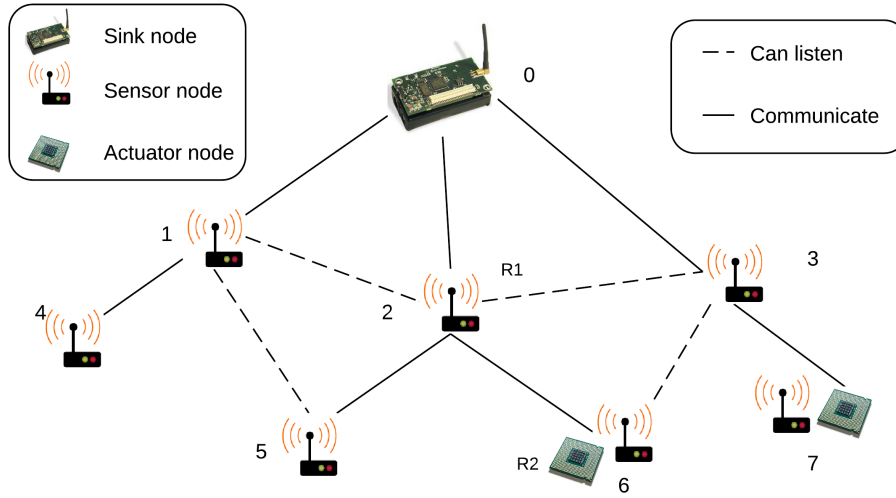 Sink node
Sensor node
Actuator node
Can listen
Communicate
0
1
2
R1
3
4
5
R2
6
7